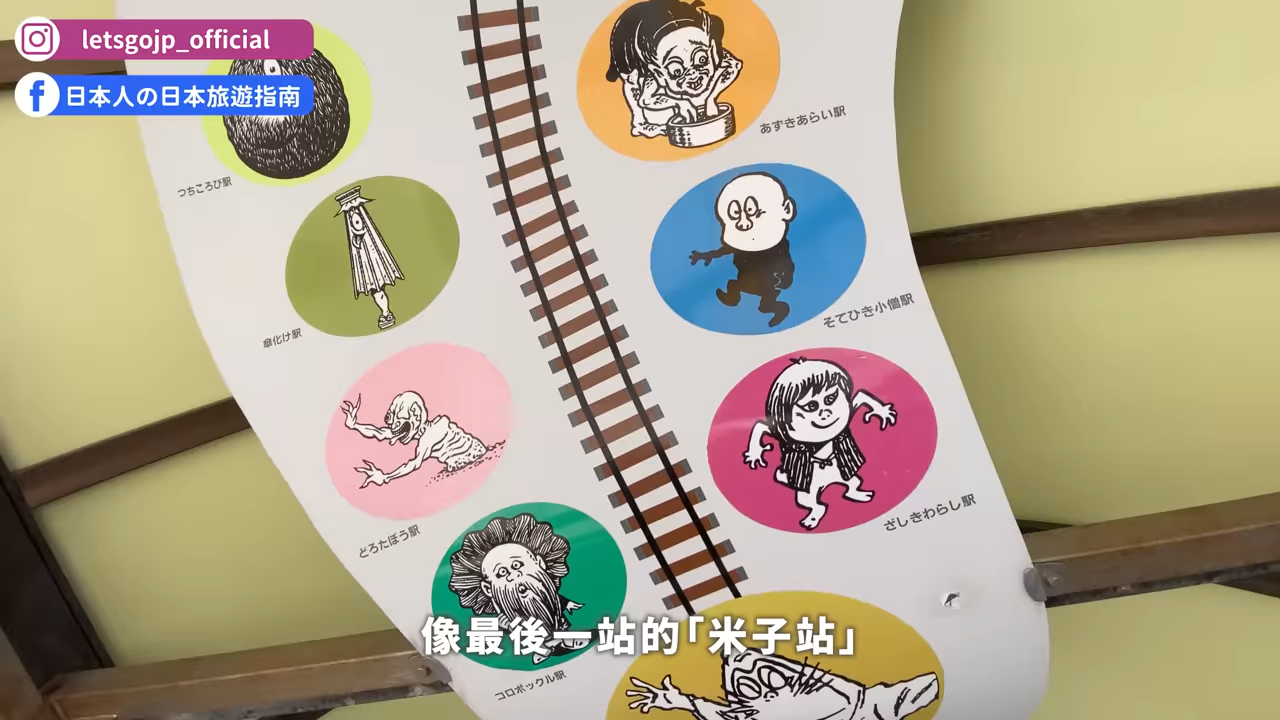 letsgojp_official
日本人の日本旅遊指南
つちころび駅
あずきあらい駅
傘化け駅
そでひき小僧駅
どろたぼう駅
ざしきわらし駅
コロポックル駅
像最後一站的「米子站」